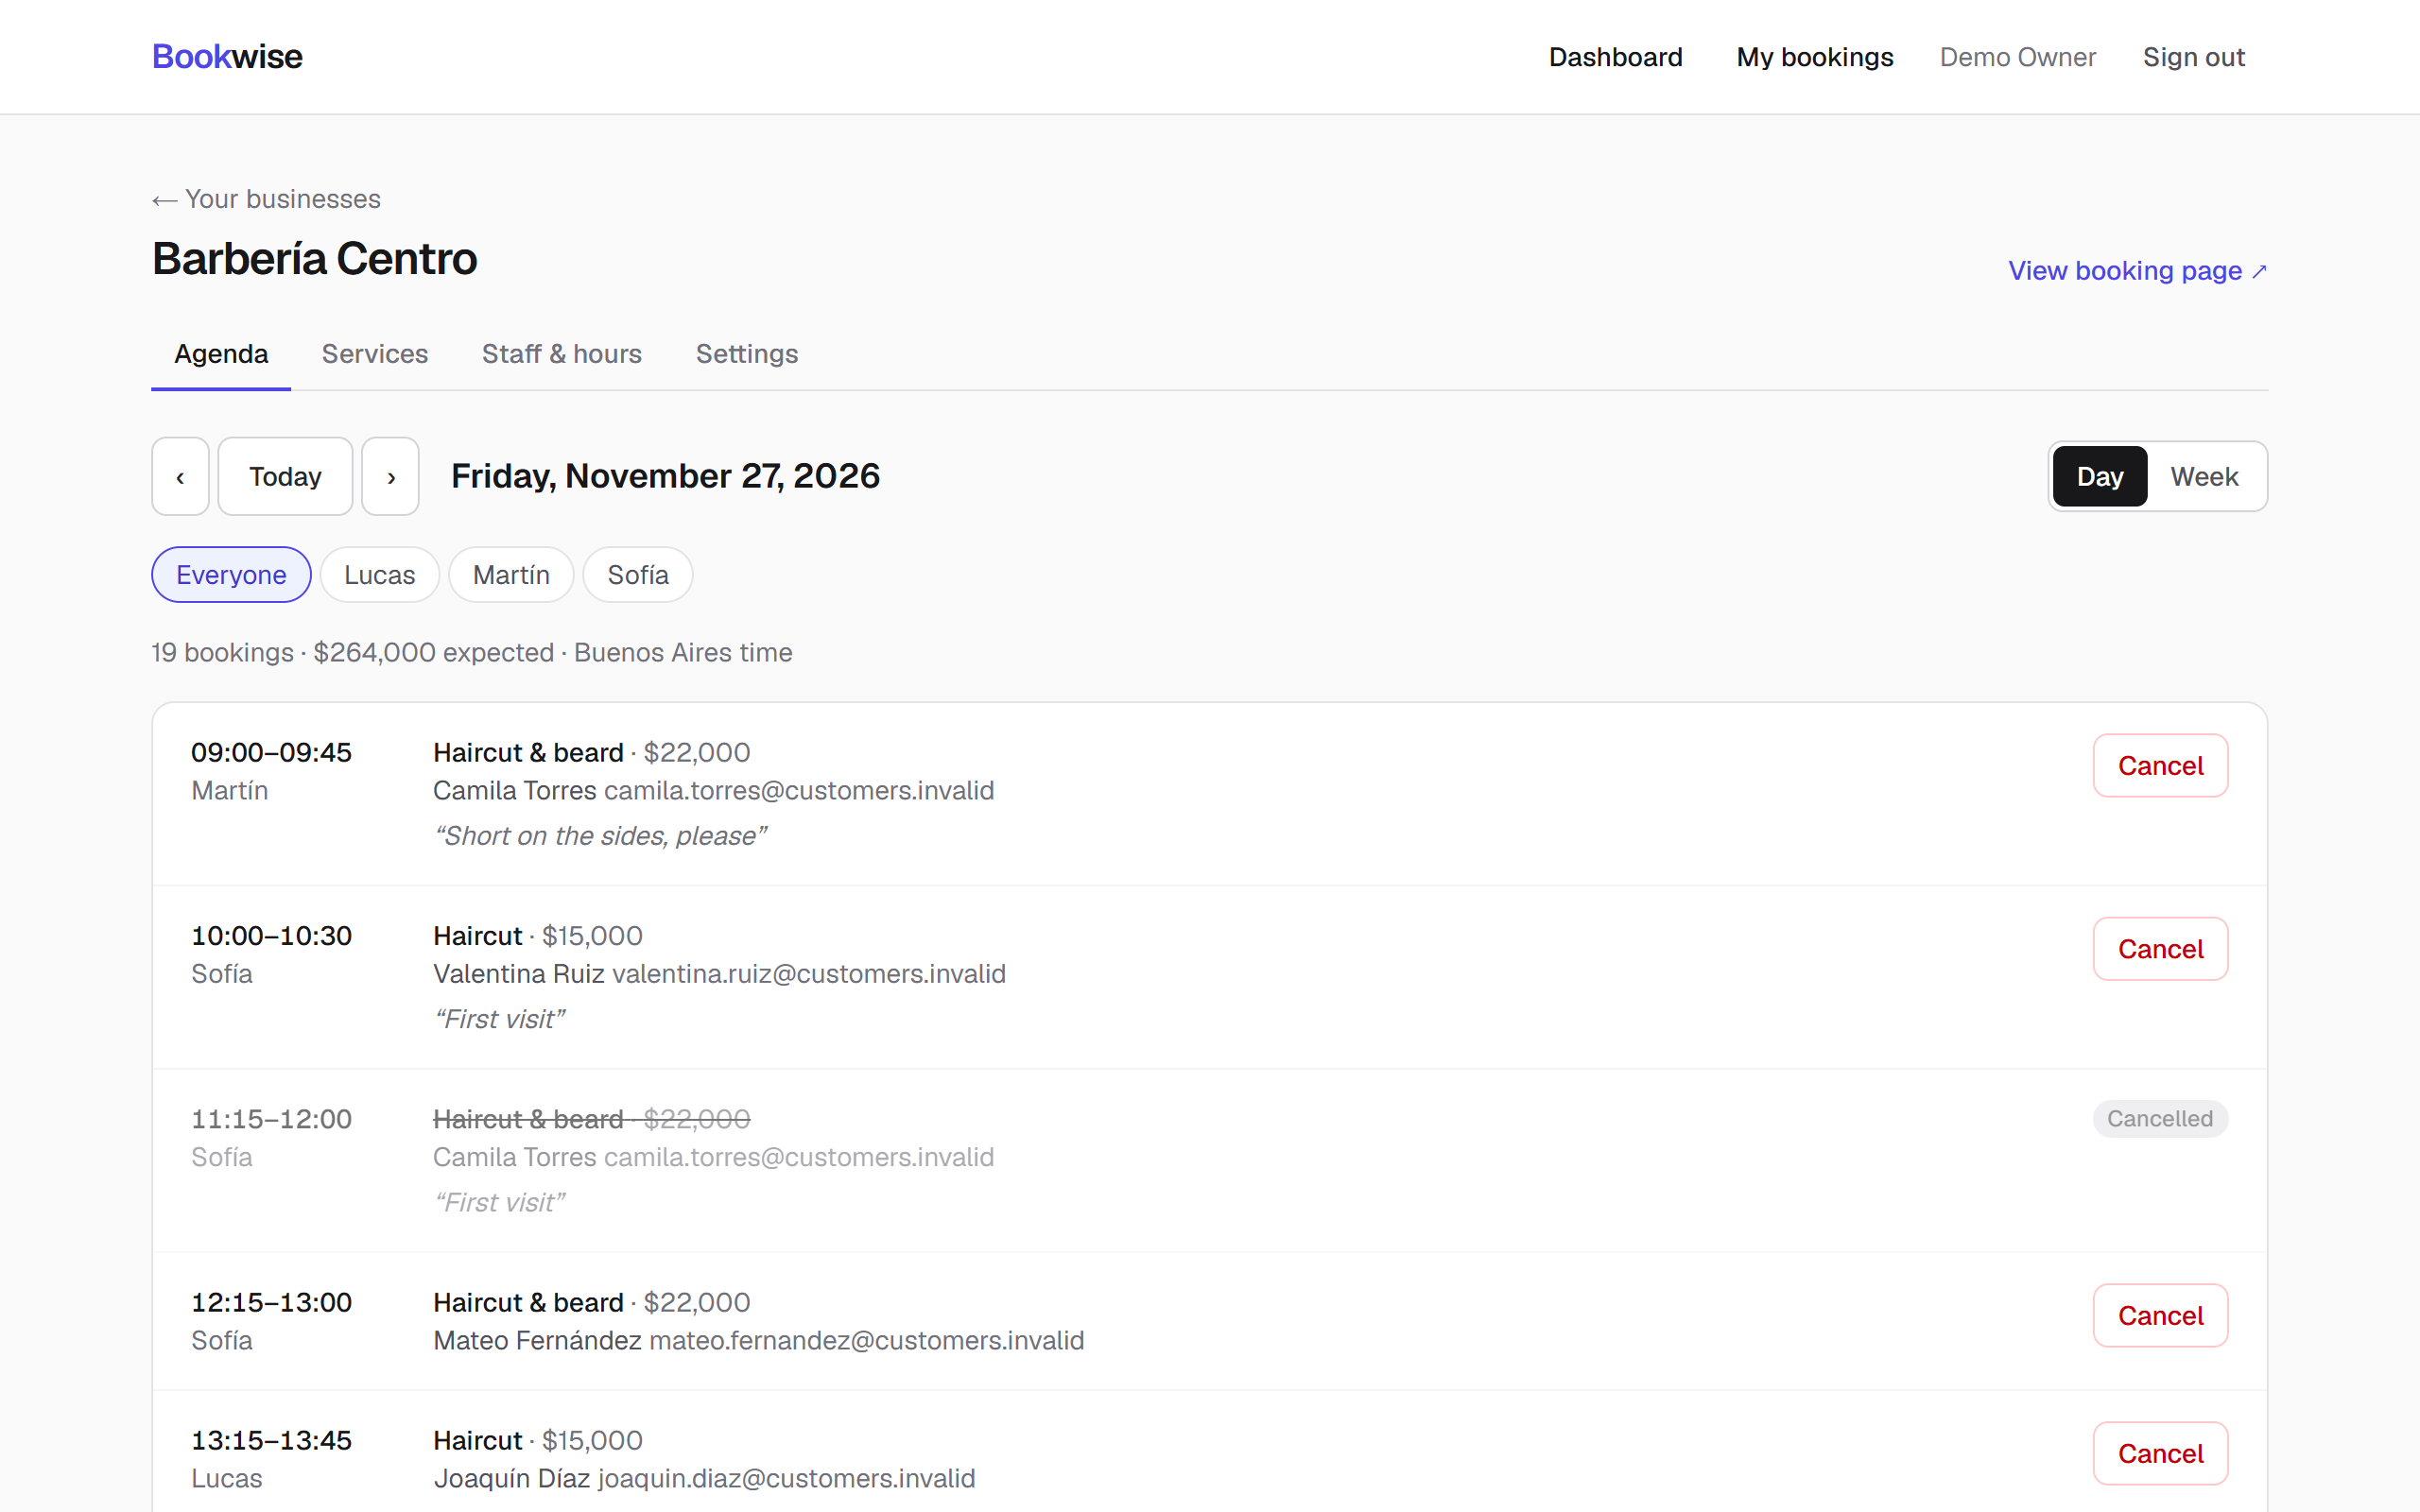 Bookwise Dashboard My bookings Demo Owner Sign out
← Your businesses
Barbería Centro
View booking page ↗
Agenda Services Staff & hours Settings
‹ Today › Friday, November 27, 2026 Day Week
Everyone Lucas Martín Sofía
19 bookings · $264,000 expected · Buenos Aires time
09:00–09:45 Haircut & beard · $22,000 Cancel
Martín Camila Torres camila.torres@customers.invalid
“Short on the sides, please”
10:00–10:30 Haircut · $15,000 Cancel
Sofía Valentina Ruiz valentina.ruiz@customers.invalid
“First visit”
11:15–12:00 Haircut & beard · $22,000 Cancelled
Sofía Camila Torres camila.torres@customers.invalid
“First visit”
12:15–13:00 Haircut & beard · $22,000 Cancel
Sofía Mateo Fernández mateo.fernandez@customers.invalid
13:15–13:45 Haircut · $15,000 Cancel
Lucas Joaquín Díaz joaquin.diaz@customers.invalid